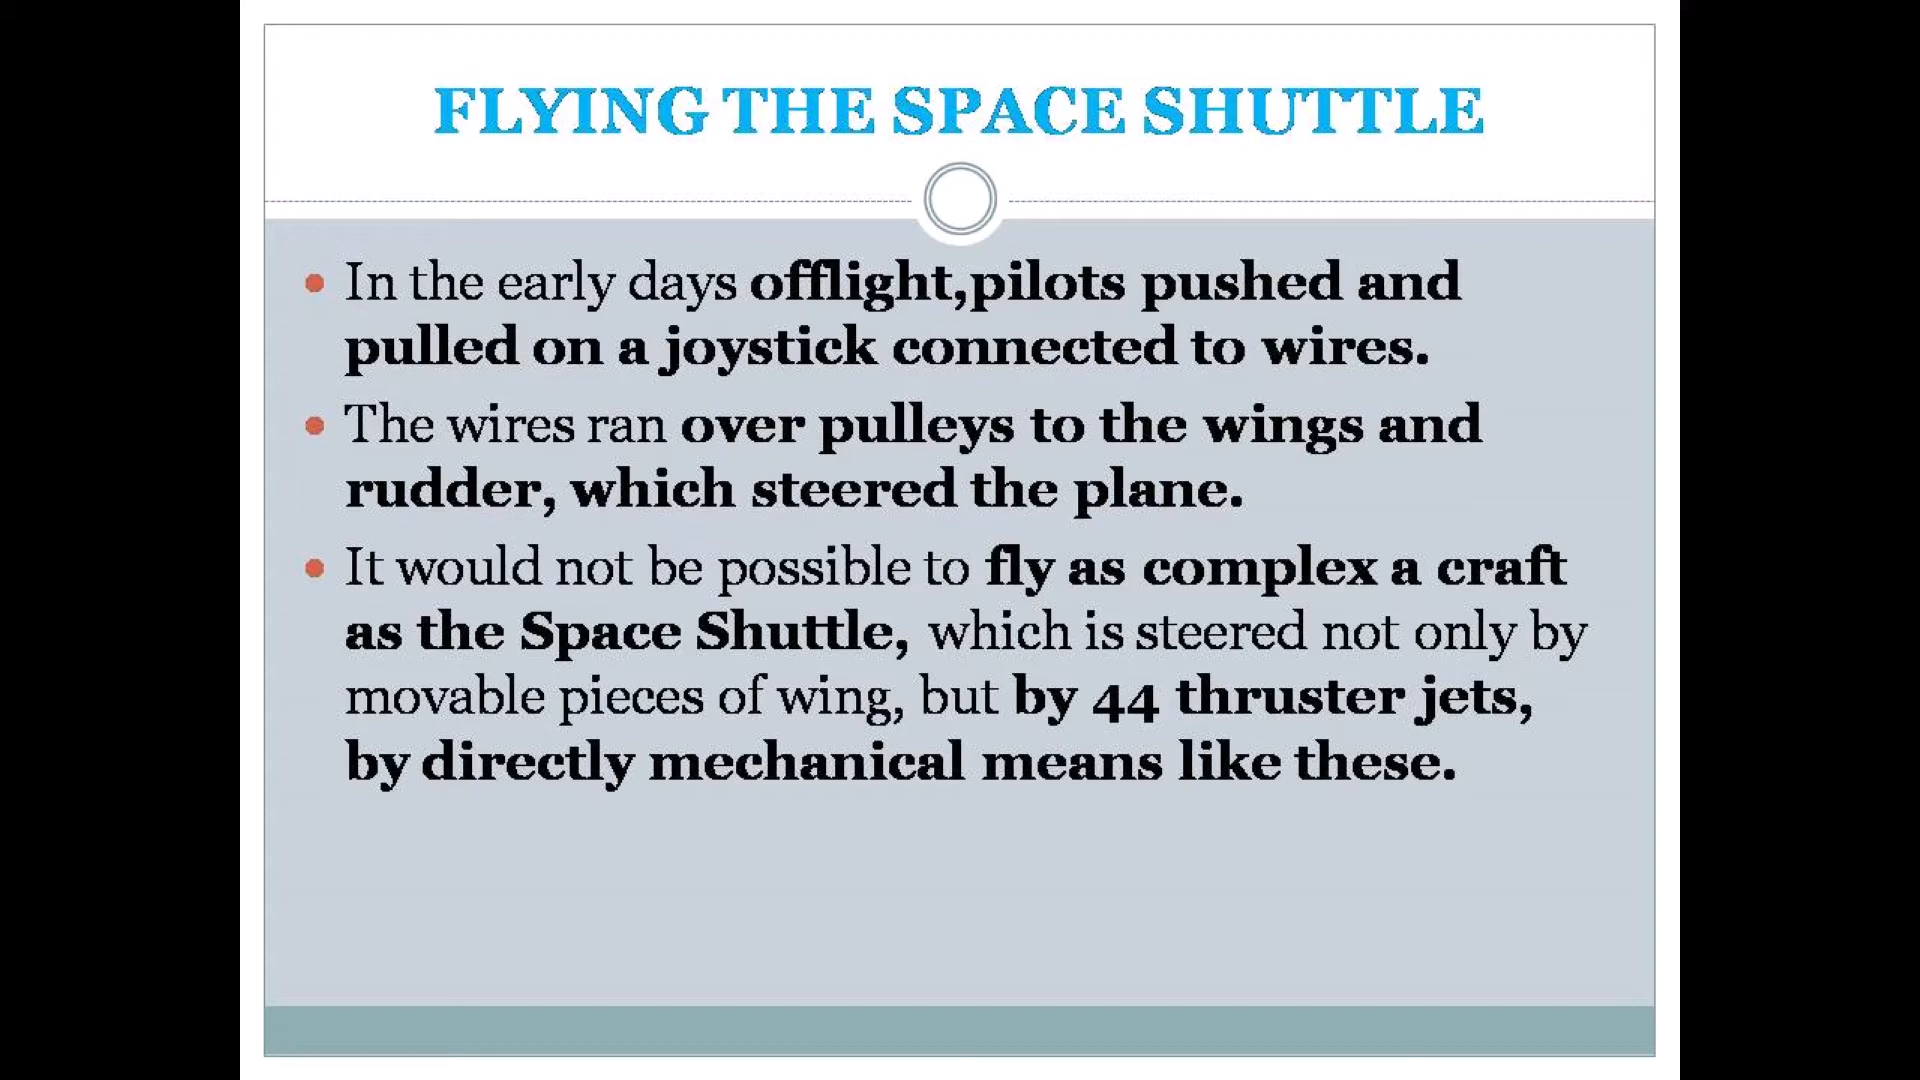 FLYING THE SPACE SHUTTLE
• In the early days offlight,pilots pushed and
pulled on a joystick connected to wires.
• The wires ran over pulleys to the wings and
rudder, which steered the plane.
• It would not be possible to fly as complex a craft
as the Space Shuttle, which is steered not only by
movable pieces of wing, but by 44 thruster jets,
by directly mechanical means like these.